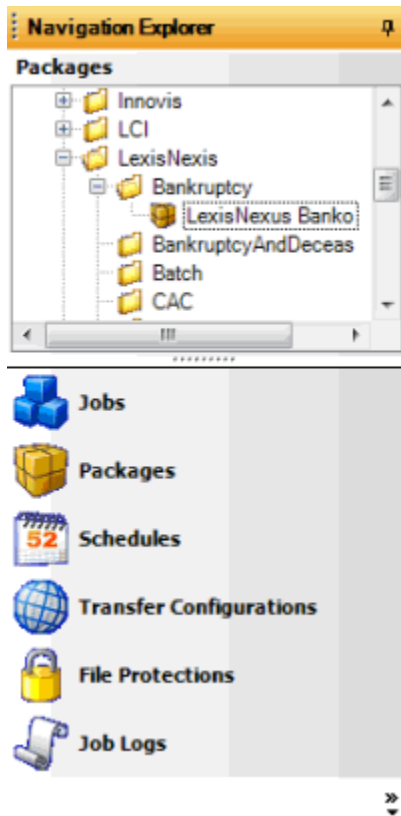 Navigation Explorer
Packages
Innovis
LCI
LexisNexis
Bankruptcy
LexisNexus Banko
BankruptcyAndDeceas
Batch
CAC
Jobs
Packages
52
Schedules
Transfer Configurations
File Protections
Job Logs